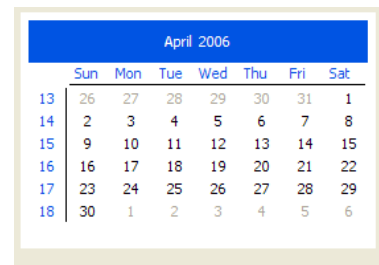 April 2006
Sun Mon Tue Wed Thu Fri Sat
13 26 27 28 29 30 31 1
14 2 3 4 5 6 7 8
15 9 10 11 12 13 14 15
16 16 17 18 19 20 21 22
17 23 24 25 26 27 28 29
18 30 1 2 3 4 5 6